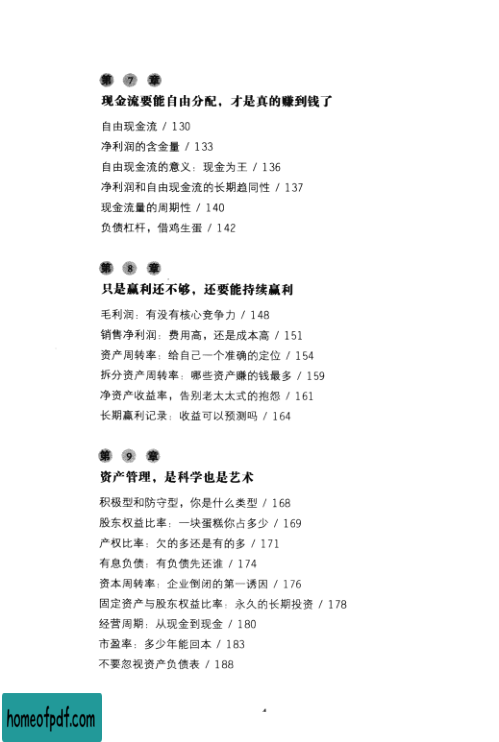 第 7 章
现金流要能自由分配，才是真的赚到钱了
自由现金流 / 130
净利润的含金量 / 133
自由现金流的意义：现金为王 / 136
净利润和自由现金流的长期趋同性 / 137
现金流量的周期性 / 140
负债杠杆，借鸡生蛋 / 142
第 8 章
只是赢利还不够，还要能持续赢利
毛利润：有没有核心竞争力 / 148
销售净利润：费用高，还是成本高 / 151
资产周转率：给自己一个准确的定位 / 154
拆分资产周转率：哪些资产赚的钱最多 / 159
净资产收益率，告别老太太式的抱怨 / 161
长期赢利记录：收益可以预测吗 / 164
第 9 章
资产管理，是科学也是艺术
积极型和防守型，你是什么类型 / 168
股东权益比率：一块蛋糕你占多少 / 169
产权比率：欠的多还是有的多 / 171
有息负债：有负债先还谁 / 174
资本周转率：企业倒闭的第一诱因 / 176
固定资产与股东权益比率：永久的长期投资 / 178
经营周期：从现金到现金 / 180
市盈率：多少年能回本 / 183
不要忽视资产负债表 / 188
homeofpdf.com